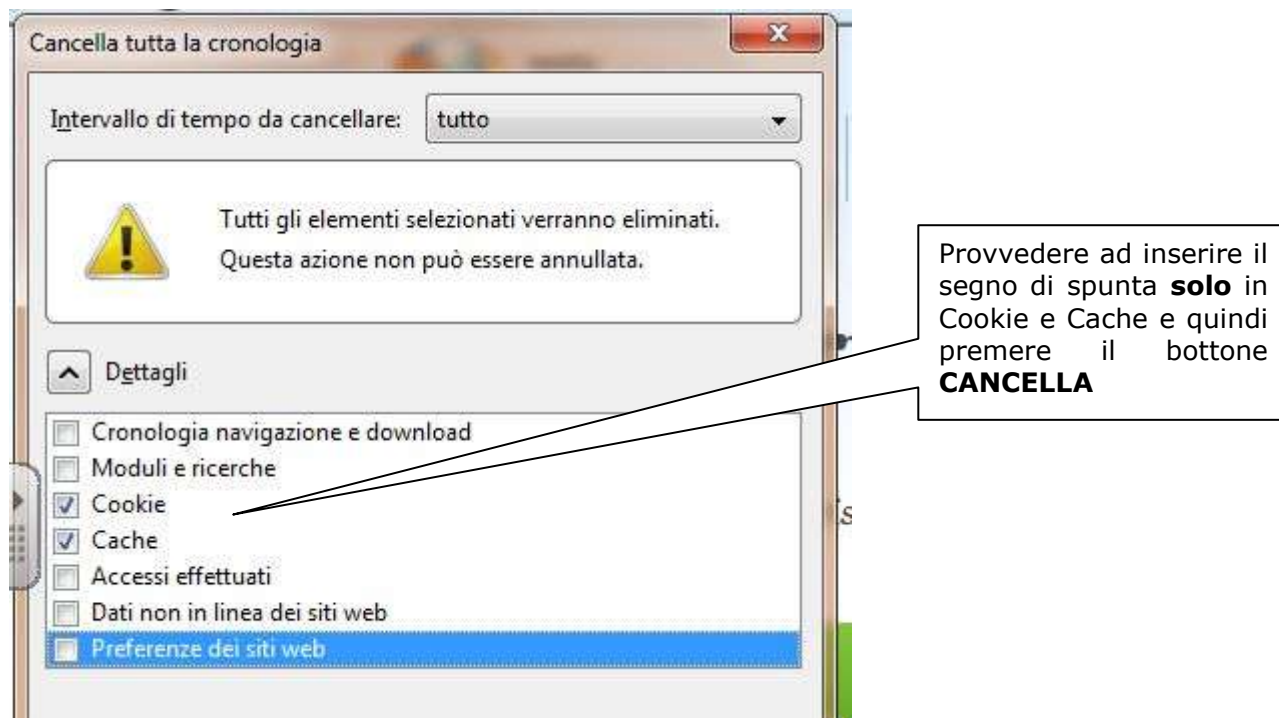 Cancella tutta la cronologia
Intervallo di tempo da cancellare: tutto
Tutti gli elementi selezionati verranno eliminati.
Questa azione non può essere annullata.
Dettagli
Cronologia navigazione e download
Moduli e ricerche
Cookie
Cache
Accessi effettuati
Dati non in linea dei siti web
Preferenze dei siti web
Provvedere ad inserire il
segno di spunta solo in
Cookie e Cache e quindi
premere il bottone
CANCELLA